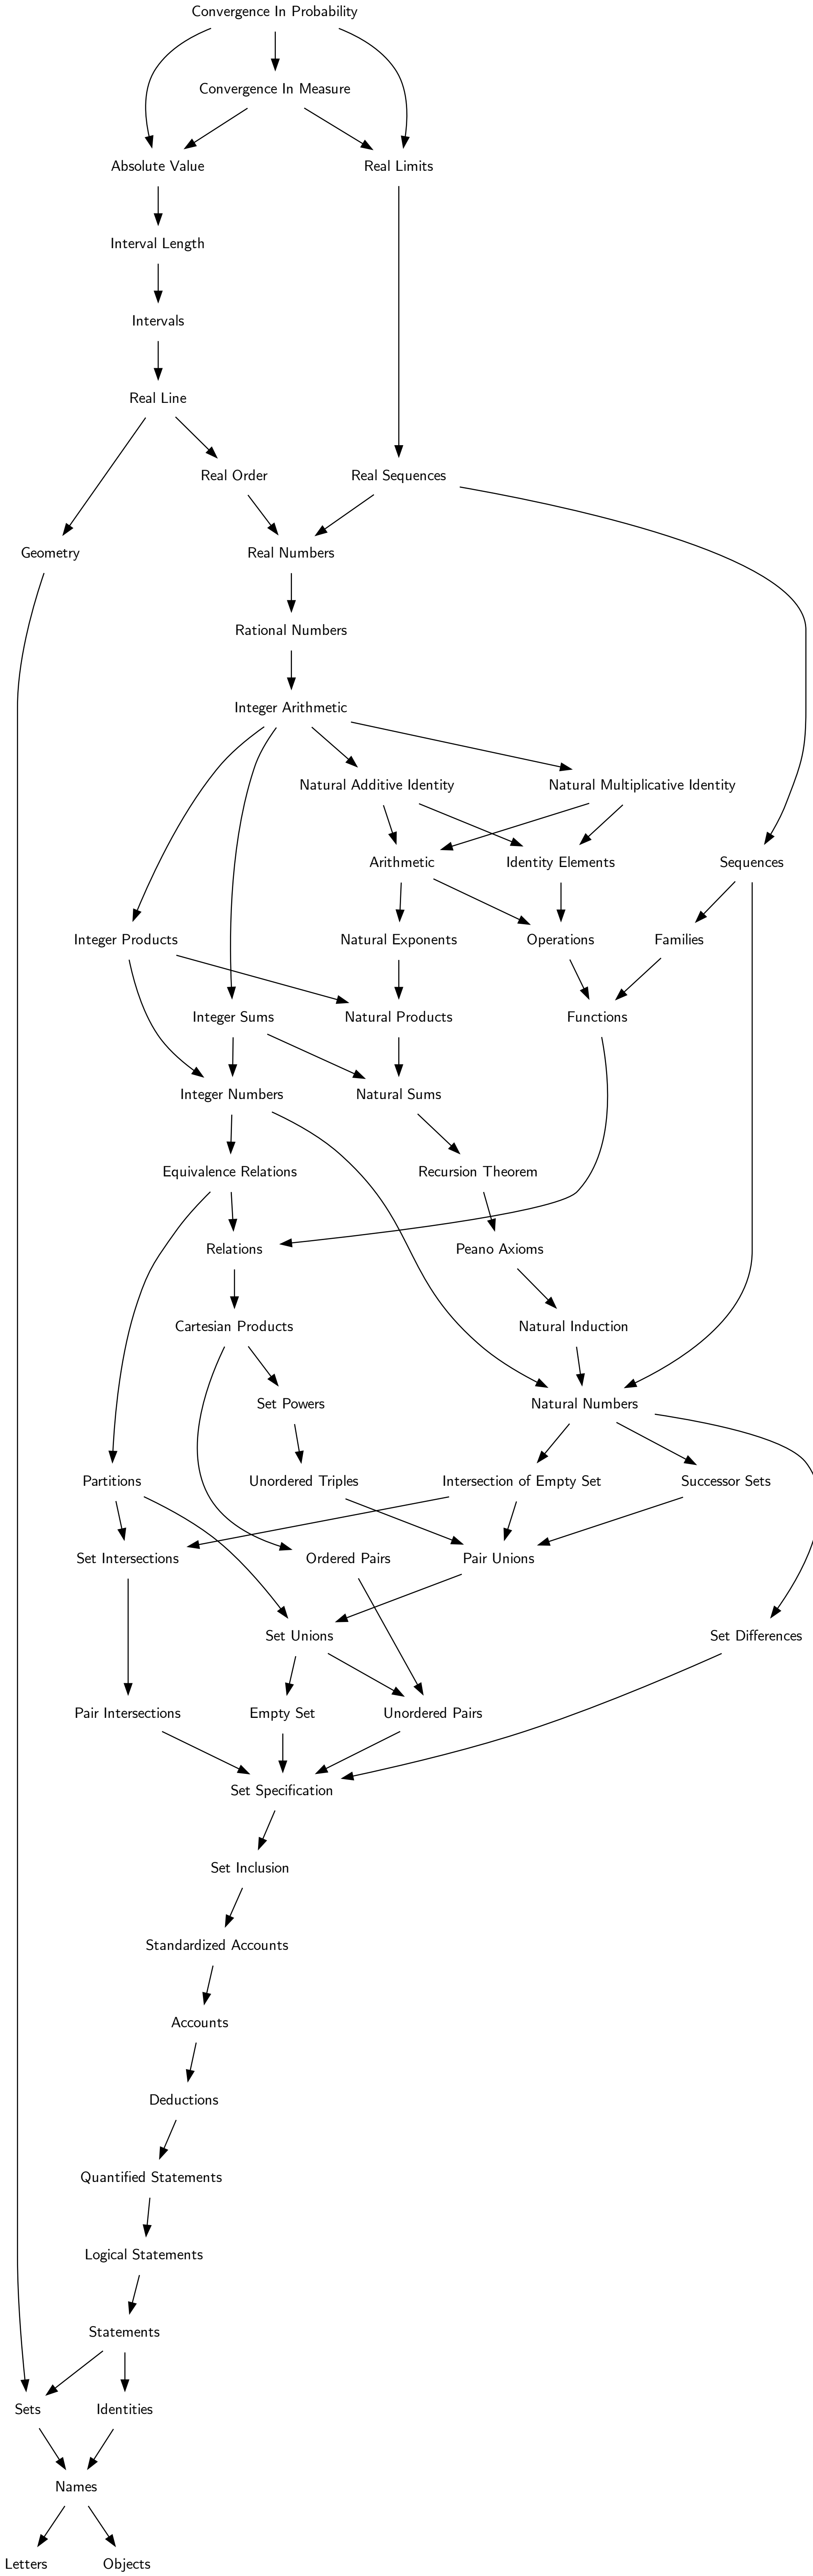 Convergence In Probability
Convergence In Measure
Absolute Value
Real Limits
Interval Length
Intervals
Real Line
Real Order
Real Sequences
Geometry
Real Numbers
Rational Numbers
Integer Arithmetic
Natural Additive Identity
Natural Multiplicative Identity
Arithmetic
Identity Elements
Sequences
Integer Products
Natural Exponents
Operations
Families
Integer Sums
Natural Products
Functions
Integer Numbers
Natural Sums
Equivalence Relations
Recursion Theorem
Relations
Peano Axioms
Cartesian Products
Natural Induction
Set Powers
Natural Numbers
Partitions
Unordered Triples
Intersection of Empty Set
Successor Sets
Set Intersections
Ordered Pairs
Pair Unions
Set Unions
Set Differences
Pair Intersections
Empty Set
Unordered Pairs
Set Specification
Set Inclusion
Standardized Accounts
Accounts
Deductions
Quantified Statements
Logical Statements
Statements
Sets
Identities
Names
Letters
Objects